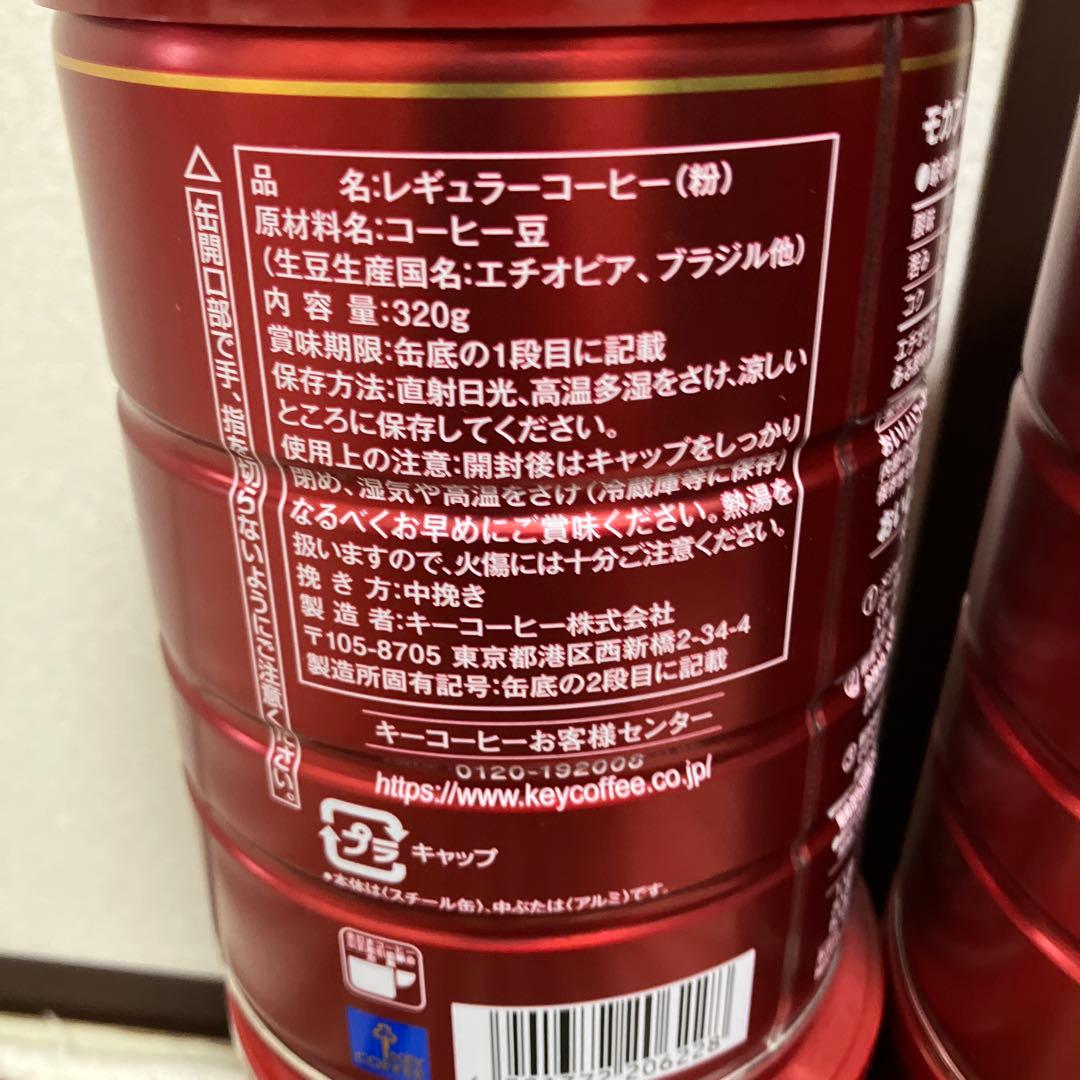 △缶開口部で手、指を切らないようにご注意ください。
品 名:レギュラーコーヒー(粉)
原材料名:コーヒー豆
(生豆生産国名:エチオピア、ブラジル他)
内容量:320g
賞味期限:缶底の1段目に記載
保存方法:直射日光、高温多湿をさけ、涼しい
ところに保存してください。
使用上の注意:開封後はキャップをしっかり
閉め、湿気や高温をさけ(冷蔵庫等に保存)
なるべくお早めにご賞味ください。熱湯を
扱いますので、火傷には十分ご注意ください。
挽き方:中挽き
製造者:キーコーヒー株式会社
〒105-8705 東京都港区西新橋2-34-4
製造所固有記号:缶底の2段目に記載
キーコーヒーお客様センター
0120-192008
https://www.keycoffee.co.jp/
プラ キャップ
•本体は〈スチール缶〉、中ぶたは〈アルミ〉です。
KEY
COFFEE
206228
モカブ
酸味
苦み
コク